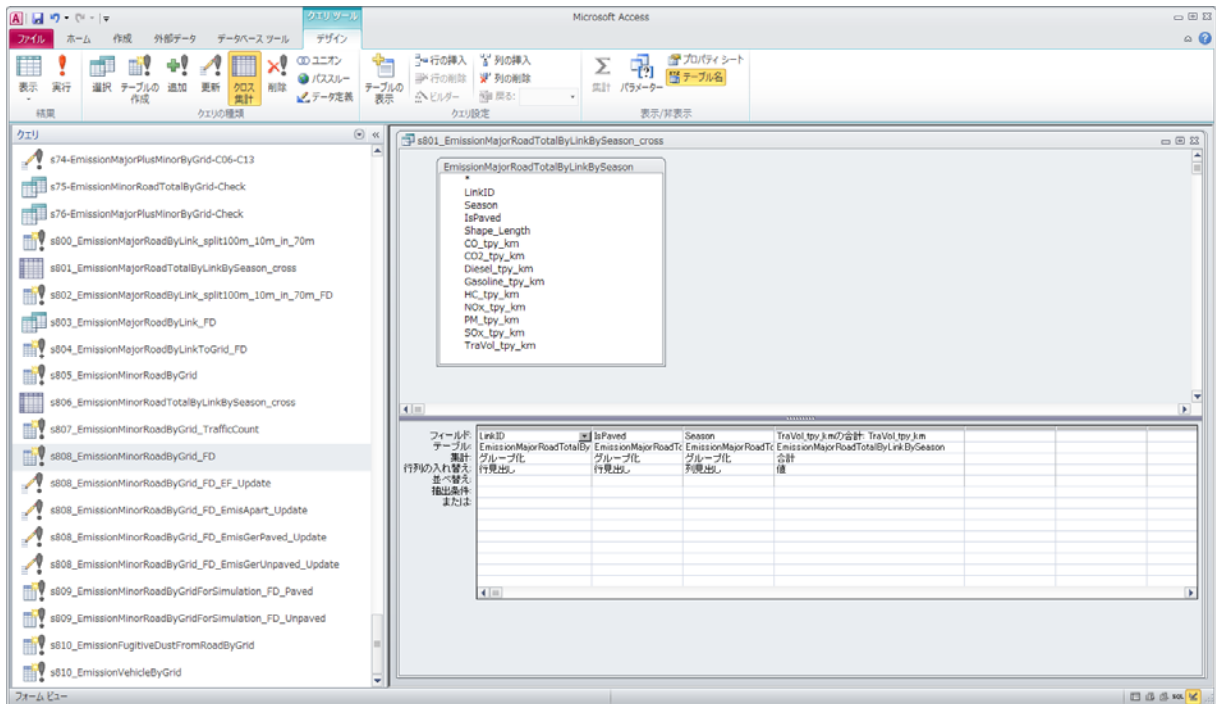 クエリ ツール
Microsoft Access
ファイル ホーム 作成 外部データ データベース ツール デザイン
表示
実行
選択
テーブルの
作成
追加
更新
クロス
集計
削除
ユニオン
パススルー
データ定義
テーブルの
表示
行の挿入
行の削除
ビルダー
列の挿入
列の削除
戻る:
集計
パラメーター
プロパティ シート
テーブル名
結果 クエリの種類 クエリ設定 表示/非表示
クエリ
s74-EmissionMajorPlusMinorByGrid-C06-C13
s75-EmissionMinorRoadTotalByGrid-Check
s76-EmissionMajorPlusMinorByGrid-Check
s800_EmissionMajorRoadByLink_split100m_10m_in_70m
s801_EmissionMajorRoadTotalByLinkBySeason_cross
s802_EmissionMajorRoadByLink_split100m_10m_in_70m_FD
s803_EmissionMajorRoadByLink_FD
s804_EmissionMajorRoadByLinkToGrid_FD
s805_EmissionMinorRoadByGrid
s806_EmissionMinorRoadTotalByLinkBySeason_cross
s807_EmissionMinorRoadByGrid_TrafficCount
s808_EmissionMinorRoadByGrid_FD
s808_EmissionMinorRoadByGrid_FD_EF_Update
s808_EmissionMinorRoadByGrid_FD_EmisApart_Update
s808_EmissionMinorRoadByGrid_FD_EmisGerPaved_Update
s808_EmissionMinorRoadByGrid_FD_EmisGerUnpaved_Update
s809_EmissionMinorRoadByGridForSimulation_FD_Paved
s809_EmissionMinorRoadByGridForSimulation_FD_Unpaved
s810_EmissionFugitiveDustFromRoadByGrid
s810_EmissionVehicleByGrid
s801_EmissionMajorRoadTotalByLinkBySeason_cross
EmissionMajorRoadTotalByLinkBySeason
*
LinkID
Season
IsPaved
Shape_Length
CO_tpy_km
CO2_tpy_km
Diesel_tpy_km
Gasoline_tpy_km
HC_tpy_km
NOx_tpy_km
PM_tpy_km
SOx_tpy_km
TraVol_tpy_km
フィールド: LinkID IsPaved Season TraVol_tpy_kmの合計: TraVol_tpy_km
テーブル: EmissionMajorRoadTotalBy EmissionMajorRoadTc EmissionMajorRoadTc EmissionMajorRoadTotalByLinkBySeason
集計: グループ化 グループ化 グループ化 合計
行列の入れ替え: 行見出し 行見出し 列見出し 値
並べ替え:
抽出条件:
または:
フォーム ビュー
SQL